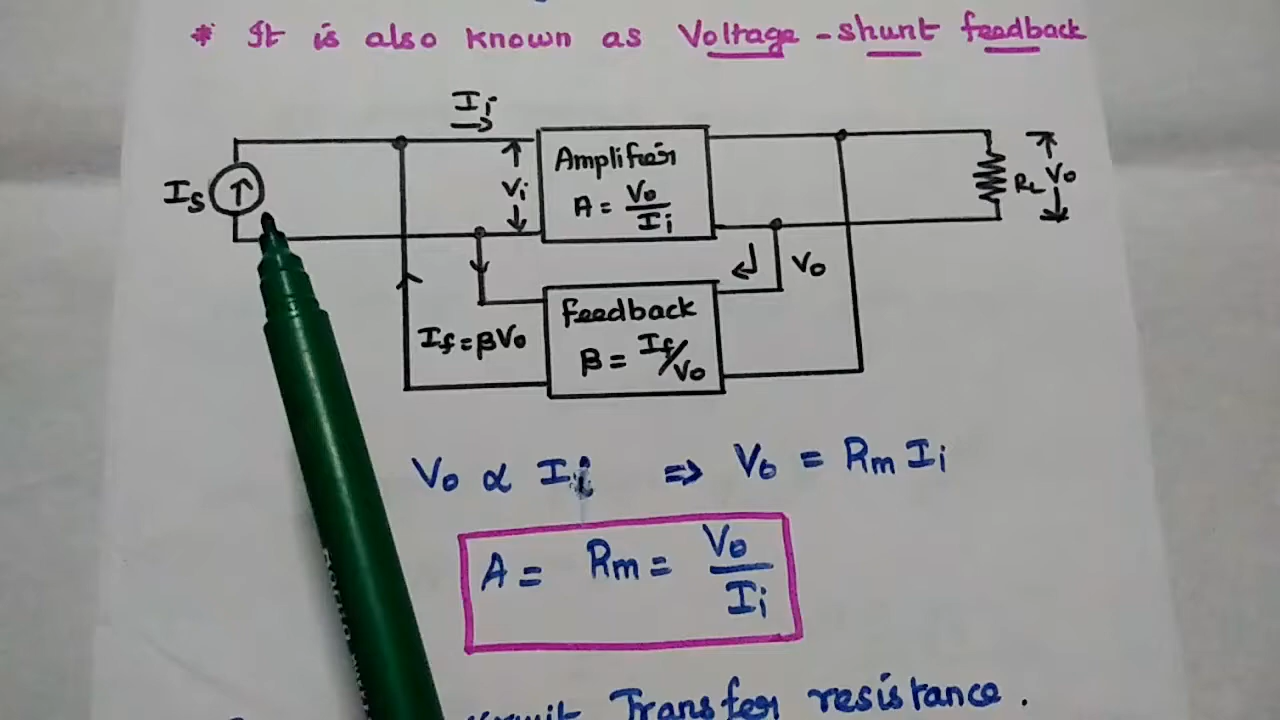 * It is also known as Voltage-shunt feedback
Ii
Is
Vi
Amplifier
A = Vo/Ii
RL
Vo
Vo
If = βVo
Feedback
β = If/Vo
Vo ∝ Ii ⇒ Vo = Rm Ii
A = Rm = Vo/Ii
Transfer resistance.